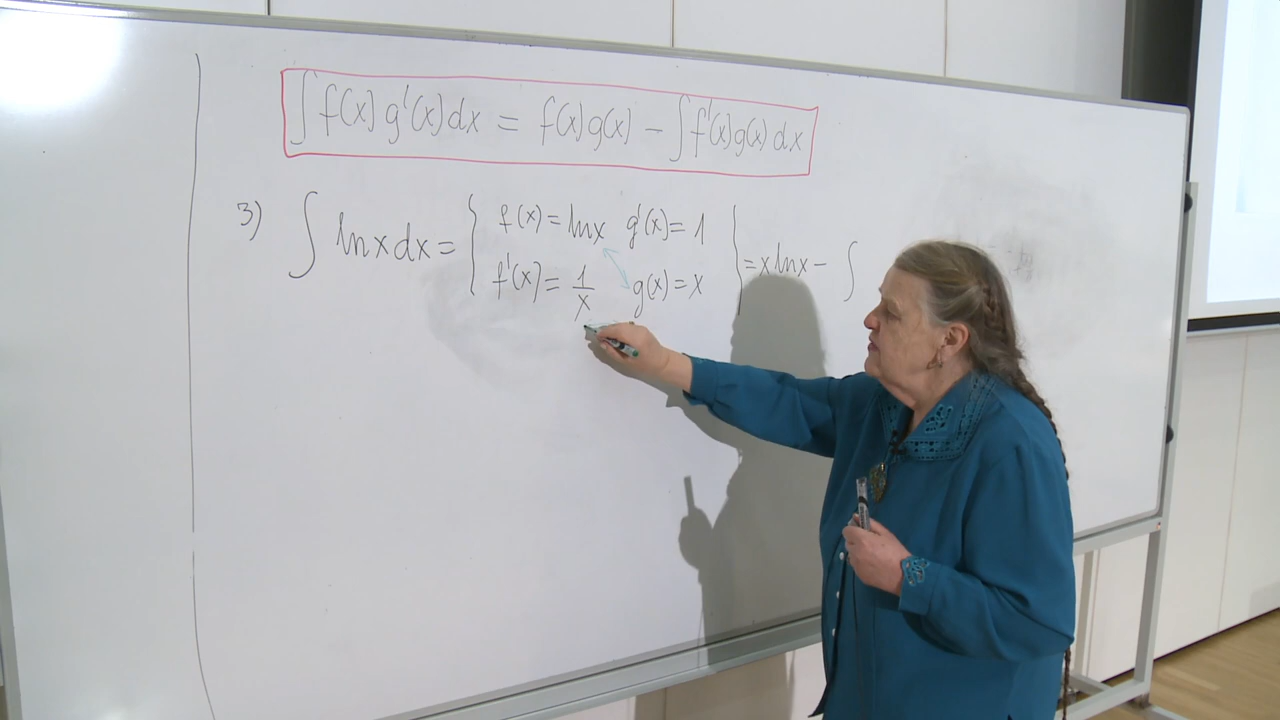 ∫ f(x) g'(x) dx = f(x) g(x) − ∫ f'(x) g(x) dx
3) ∫ ln x dx = { f(x) = ln x g'(x) = 1 } = x ln x − ∫
f'(x) = 1/x g(x) = x